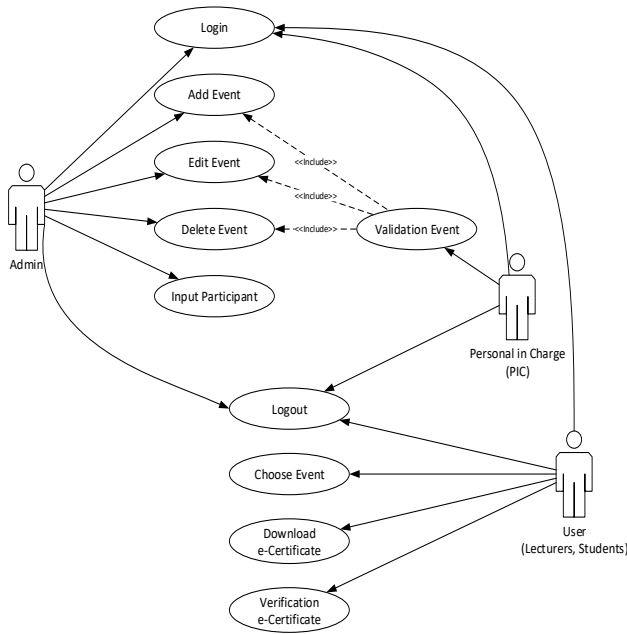 Login
Add Event
<<Include>>
Edit Event
<<Include>>
Delete Event
<<Include>>
Validation Event
Admin
Input Participant
Personal in Charge
(PIC)
Logout
Choose Event
User
(Lecturers, Students)
Download
e-Certificate
Verification
e-Certificate